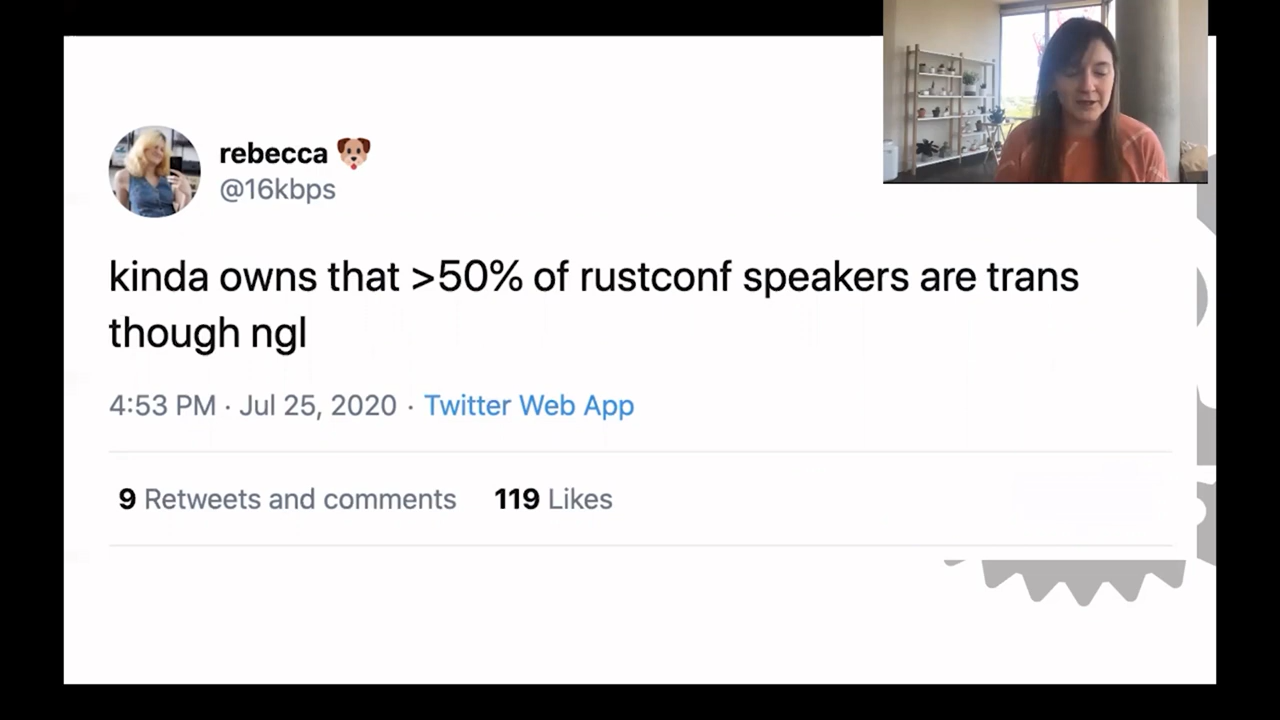 rebecca 🐶
@16kbps
kinda owns that >50% of rustconf speakers are trans
though ngl
4:53 PM · Jul 25, 2020 · Twitter Web App
9 Retweets and comments 119 Likes